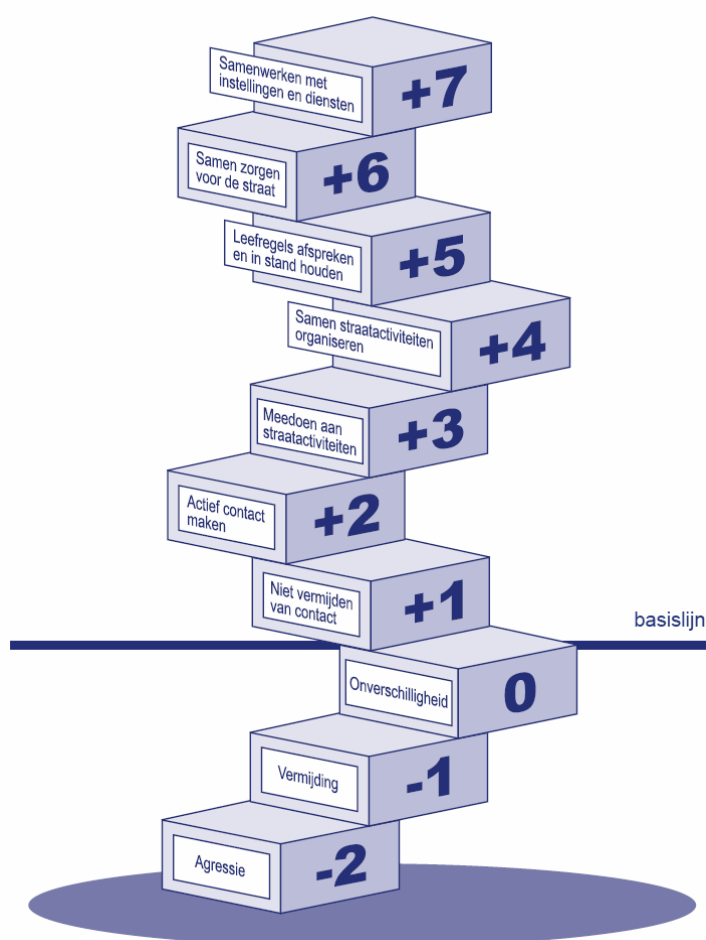 Samenwerken met
instellingen en diensten
+7
Samen zorgen
voor de straat
+6
Leefregels afspreken
en in stand houden
+5
Samen straatactiviteiten
organiseren
+4
Meedoen aan
straatactiviteiten
+3
Actief contact
maken
+2
Niet vermijden
van contact
+1
basislijn
Onverschilligheid
0
Vermijding
-1
Agressie
-2